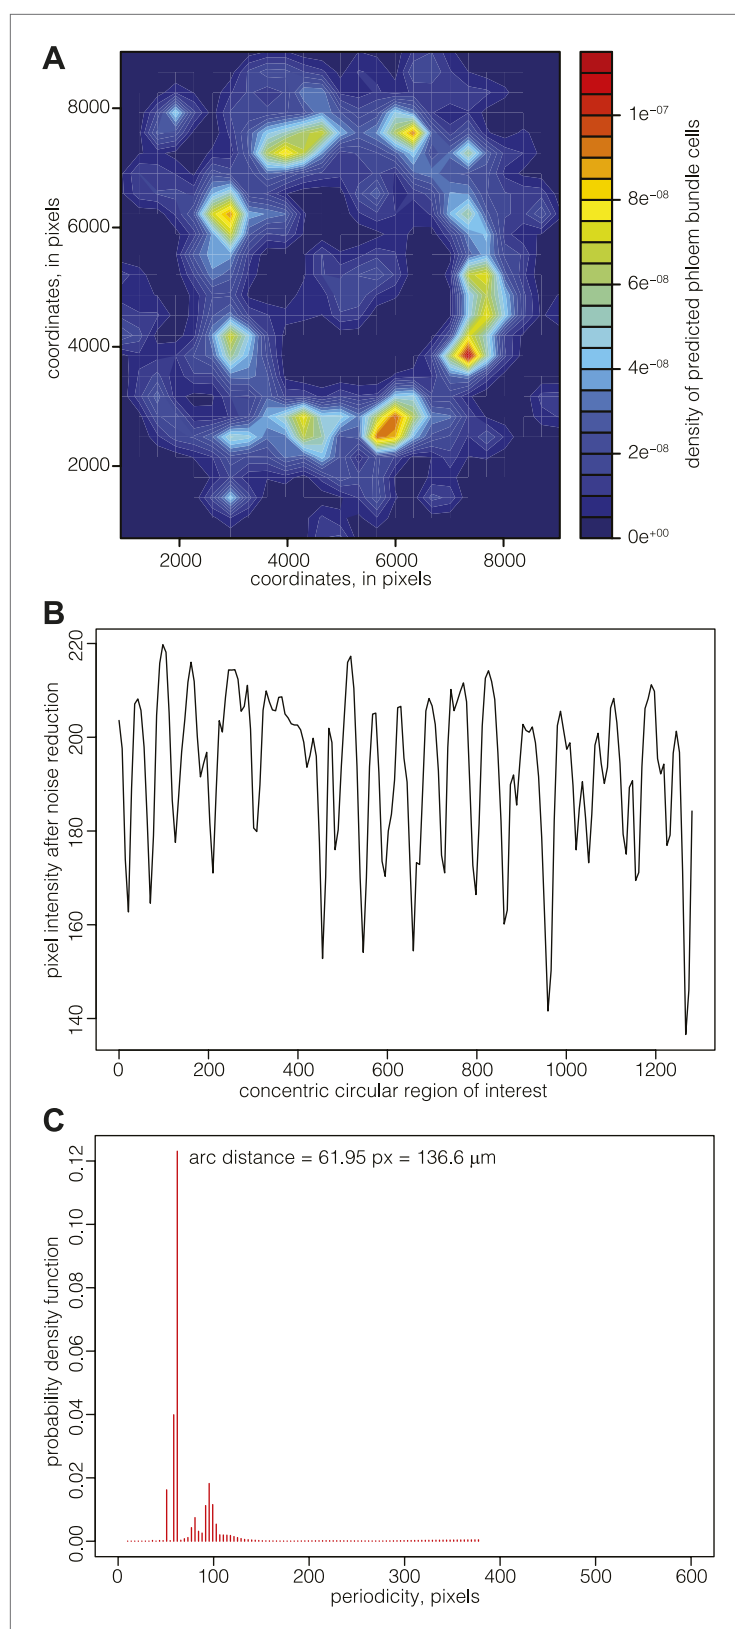 A
8000
6000
4000
2000
coordinates, in pixels
2000 4000 6000 8000
coordinates, in pixels
1e-07
8e-08
6e-08
4e-08
2e-08
0e+00
density of predicted phloem bundle cells
B
220
200
180
160
140
pixel intensity after noise reduction
0 200 400 600 800 1000 1200
concentric circular region of interest
C
arc distance = 61.95 px = 136.6 μm
0.12
0.10
0.08
0.06
0.04
0.02
0.00
probability density function
0 100 200 300 400 500 600
periodicity, pixels